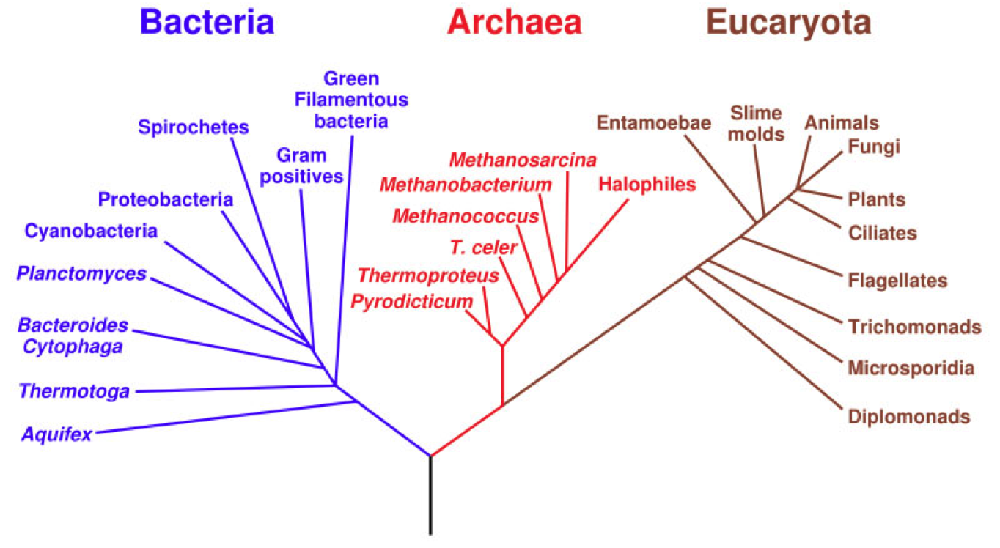 Bacteria
Archaea
Eucaryota
Green
Filamentous
bacteria
Spirochetes
Gram
positives
Proteobacteria
Cyanobacteria
Planctomyces
Bacteroides
Cytophaga
Thermotoga
Aquifex
Methanosarcina
Methanobacterium
Halophiles
Methanococcus
T. celer
Thermoproteus
Pyrodicticum
Entamoebae
Slime
molds
Animals
Fungi
Plants
Ciliates
Flagellates
Trichomonads
Microsporidia
Diplomonads